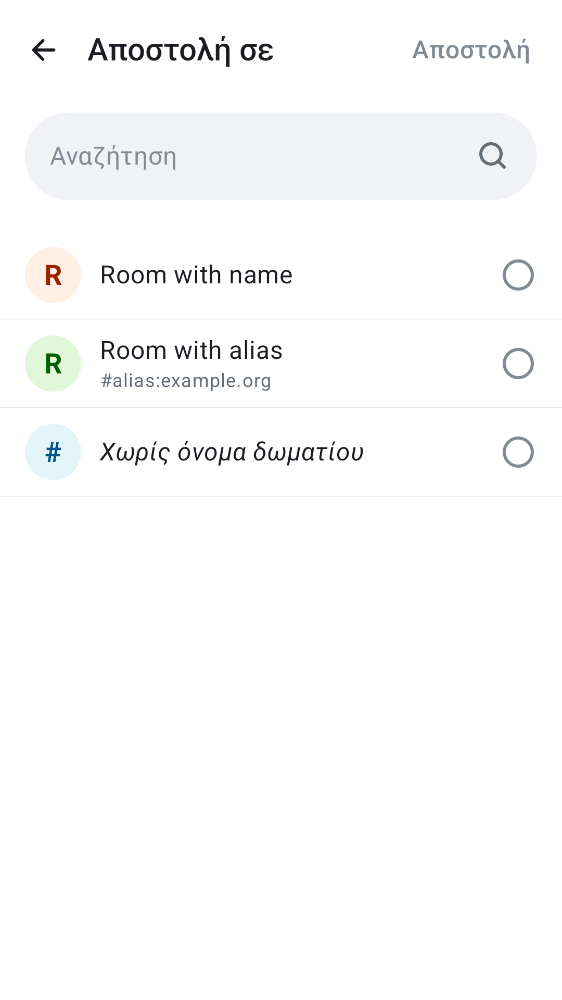 Αποστολή σε
Αποστολή
Αναζήτηση
R
Room with name
R
Room with alias
#alias:example.org
#
Χωρίς όνομα δωματίου